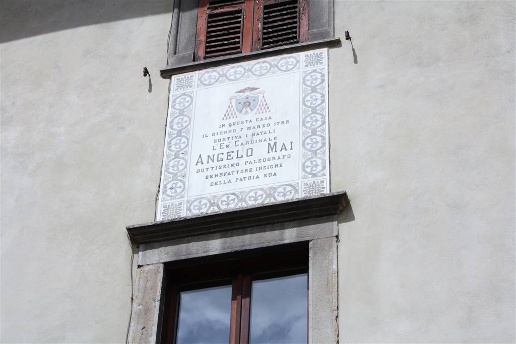 IN QUESTA CASA
IL GIORNO 7 MARZO 1782
SORTIVA I NATALI
L'EM. CARDINALE
ANGELO MAI
DOTTISSIMO PALEOGRAFO
BENEFATTORE INSIGNE
DELLA PATRIA SUA